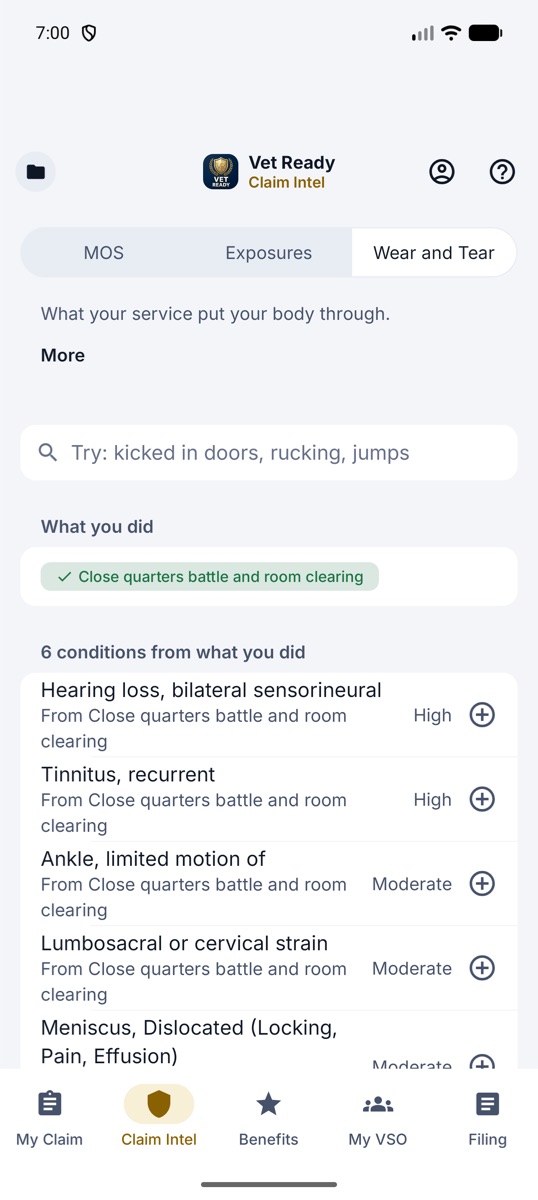 7:00
VET
READY
Vet Ready
Claim Intel
MOS
Exposures
Wear and Tear
What your service put your body through.
More
Try: kicked in doors, rucking, jumps
What you did
Close quarters battle and room clearing
6 conditions from what you did
Hearing loss, bilateral sensorineural
From Close quarters battle and room
clearing
High
Tinnitus, recurrent
From Close quarters battle and room
clearing
High
Ankle, limited motion of
From Close quarters battle and room
clearing
Moderate
Lumbosacral or cervical strain
From Close quarters battle and room
clearing
Moderate
Meniscus, Dislocated (Locking,
Pain, Effusion)
Moderate
My Claim
Claim Intel
Benefits
My VSO
Filing